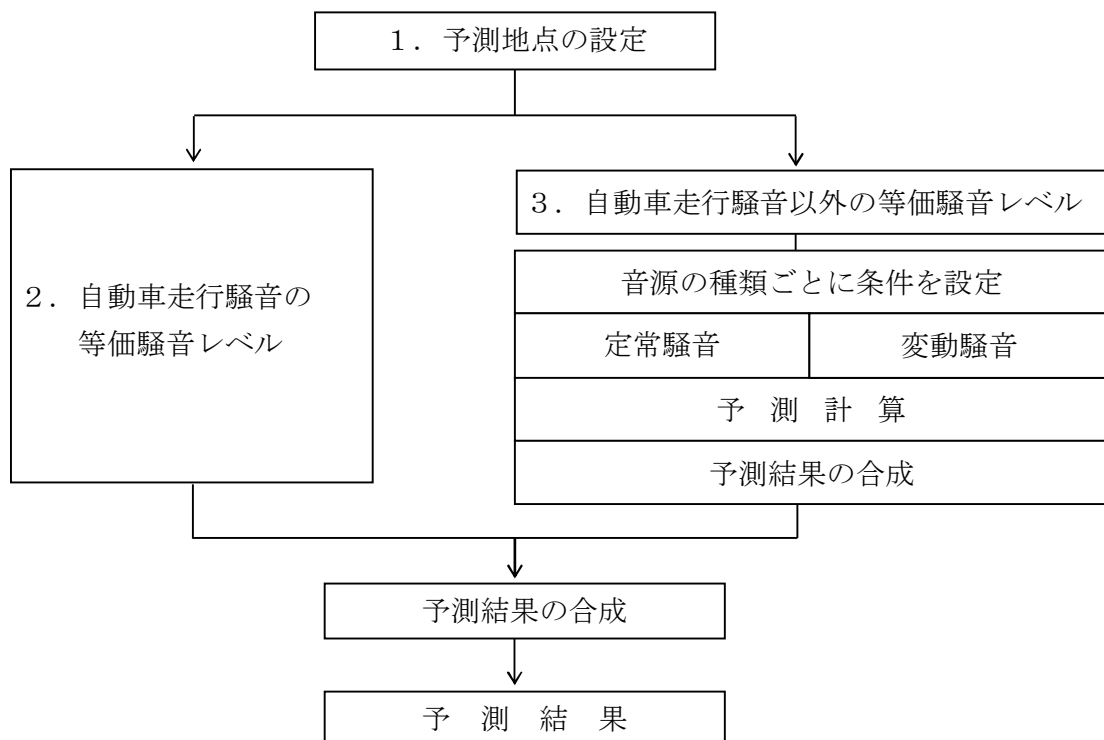 １．予測地点の設定
２．自動車走行騒音の
等価騒音レベル
３．自動車走行騒音以外の等価騒音レベル
音源の種類ごとに条件を設定
定常騒音
変動騒音
予　測　計　算
予測結果の合成
予測結果の合成
予　測　結　果